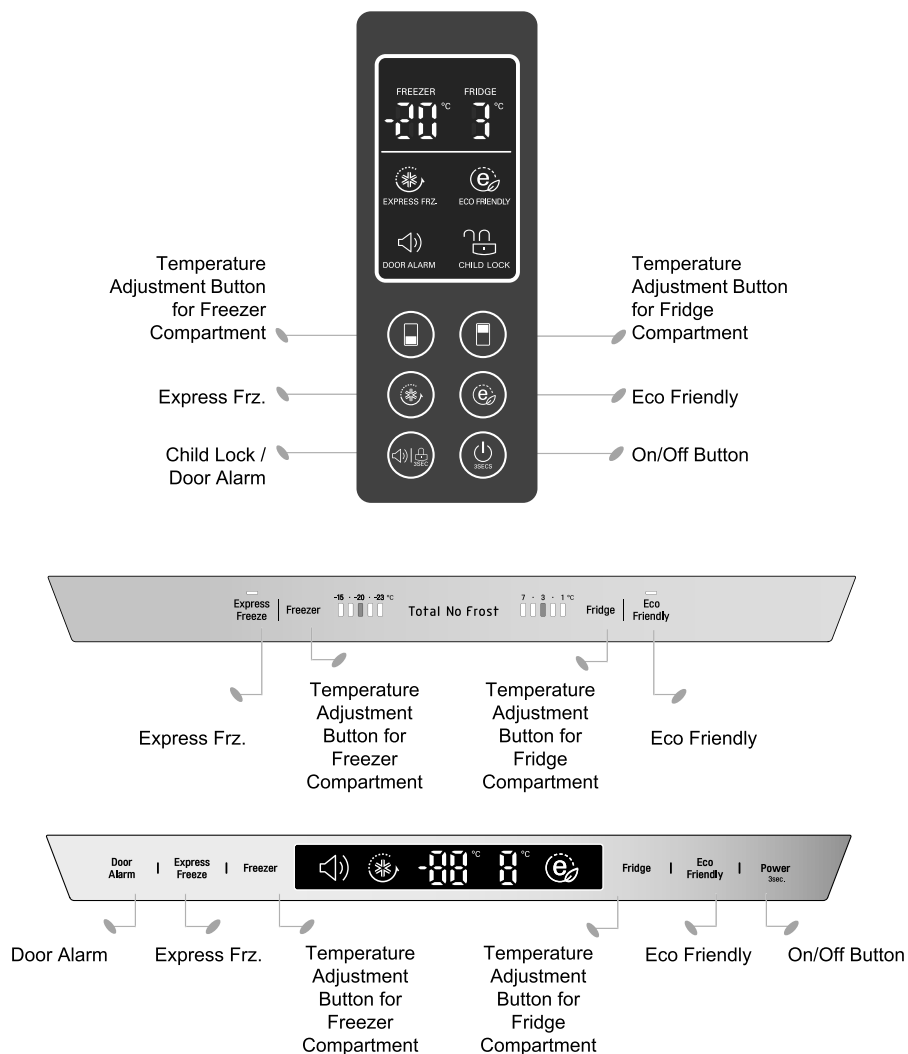 FREEZER FRIDGE
-20 °C 3 °C
EXPRESS FRZ. ECO FRIENDLY
DOOR ALARM CHILD LOCK
Temperature
Adjustment Button
for Freezer
Compartment
Temperature
Adjustment Button
for Fridge
Compartment
Express Frz.
Eco Friendly
Child Lock /
Door Alarm
3SEC
3SECS
On/Off Button
Express
Freeze
Freezer
-15 · -20 · -23 °C
Total No Frost
7 · 3 · 1 °C
Fridge
Eco
Friendly
Express Frz.
Temperature
Adjustment
Button for
Freezer
Compartment
Temperature
Adjustment
Button for
Fridge
Compartment
Eco Friendly
Door
Alarm
Express
Freeze
Freezer
-88 °C 8 °C
Fridge
Eco
Friendly
Power
3sec.
Door Alarm
Express Frz.
Temperature
Adjustment
Button for
Freezer
Compartment
Temperature
Adjustment
Button for
Fridge
Compartment
Eco Friendly
On/Off Button